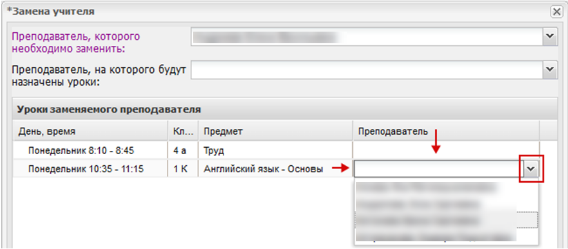 *Замена учителя
Преподаватель, которого
необходимо заменить:
Преподаватель, на которого будут
назначены уроки:
Уроки заменяемого преподавателя
День, время Кл... Предмет Преподаватель
Понедельник 8:10 - 8:45 4 а Труд
Понедельник 10:35 - 11:15 1 К Английский язык - Основы